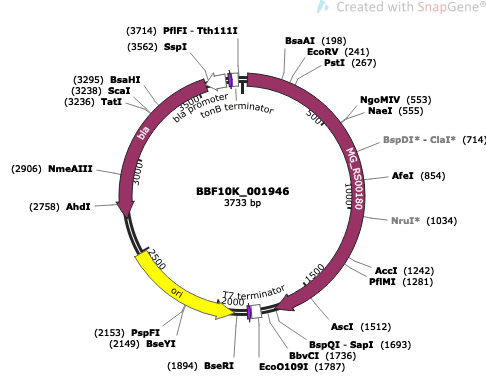 Created with SnapGene®
(3714) PflFI - Tth111I
(3562) SspI
BsaAI (198)
EcoRV (241)
PstI (267)
(3295) BsaHI
(3238) ScaI
(3236) TatI
3500
bla promoter
tonB terminator
NgoMIV (553)
NaeI (555)
500
bla
BspDI* - ClaI* (714)
MG_RS00180
(2906) NmeAIII
3000
AfeI (854)
BBF10K_001946
3733 bp
1000
(2758) AhdI
NruI* (1034)
2500
AccI (1242)
PflMI (1281)
1500
ori
T7 terminator
2000
AscI (1512)
(2153) PspFI
(2149) BseYI
BspQI - SapI (1693)
BbvCI (1736)
(1894) BseRI
EcoO109I (1787)